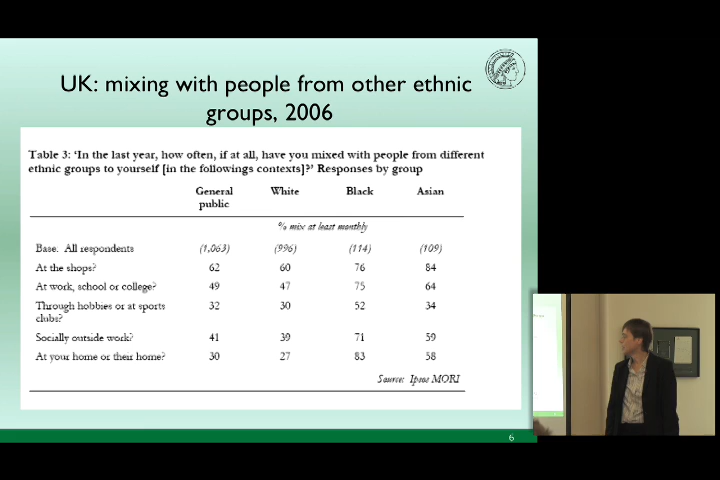 UK: mixing with people from other ethnic
groups, 2006
Table 3: ‘In the last year, how often, if at all, have you mixed with people from different
ethnic groups to yourself [in the followings contexts]?’ Responses by group
General public White Black Asian
% mix at least monthly
Base: All respondents (1,063) (996) (114) (109)
At the shops? 62 60 76 84
At work, school or college? 49 47 75 64
Through hobbies or at sports clubs? 32 30 52 34
Socially outside work? 41 39 71 59
At your home or their home? 30 27 83 58
Source: Ipsos MORI
6